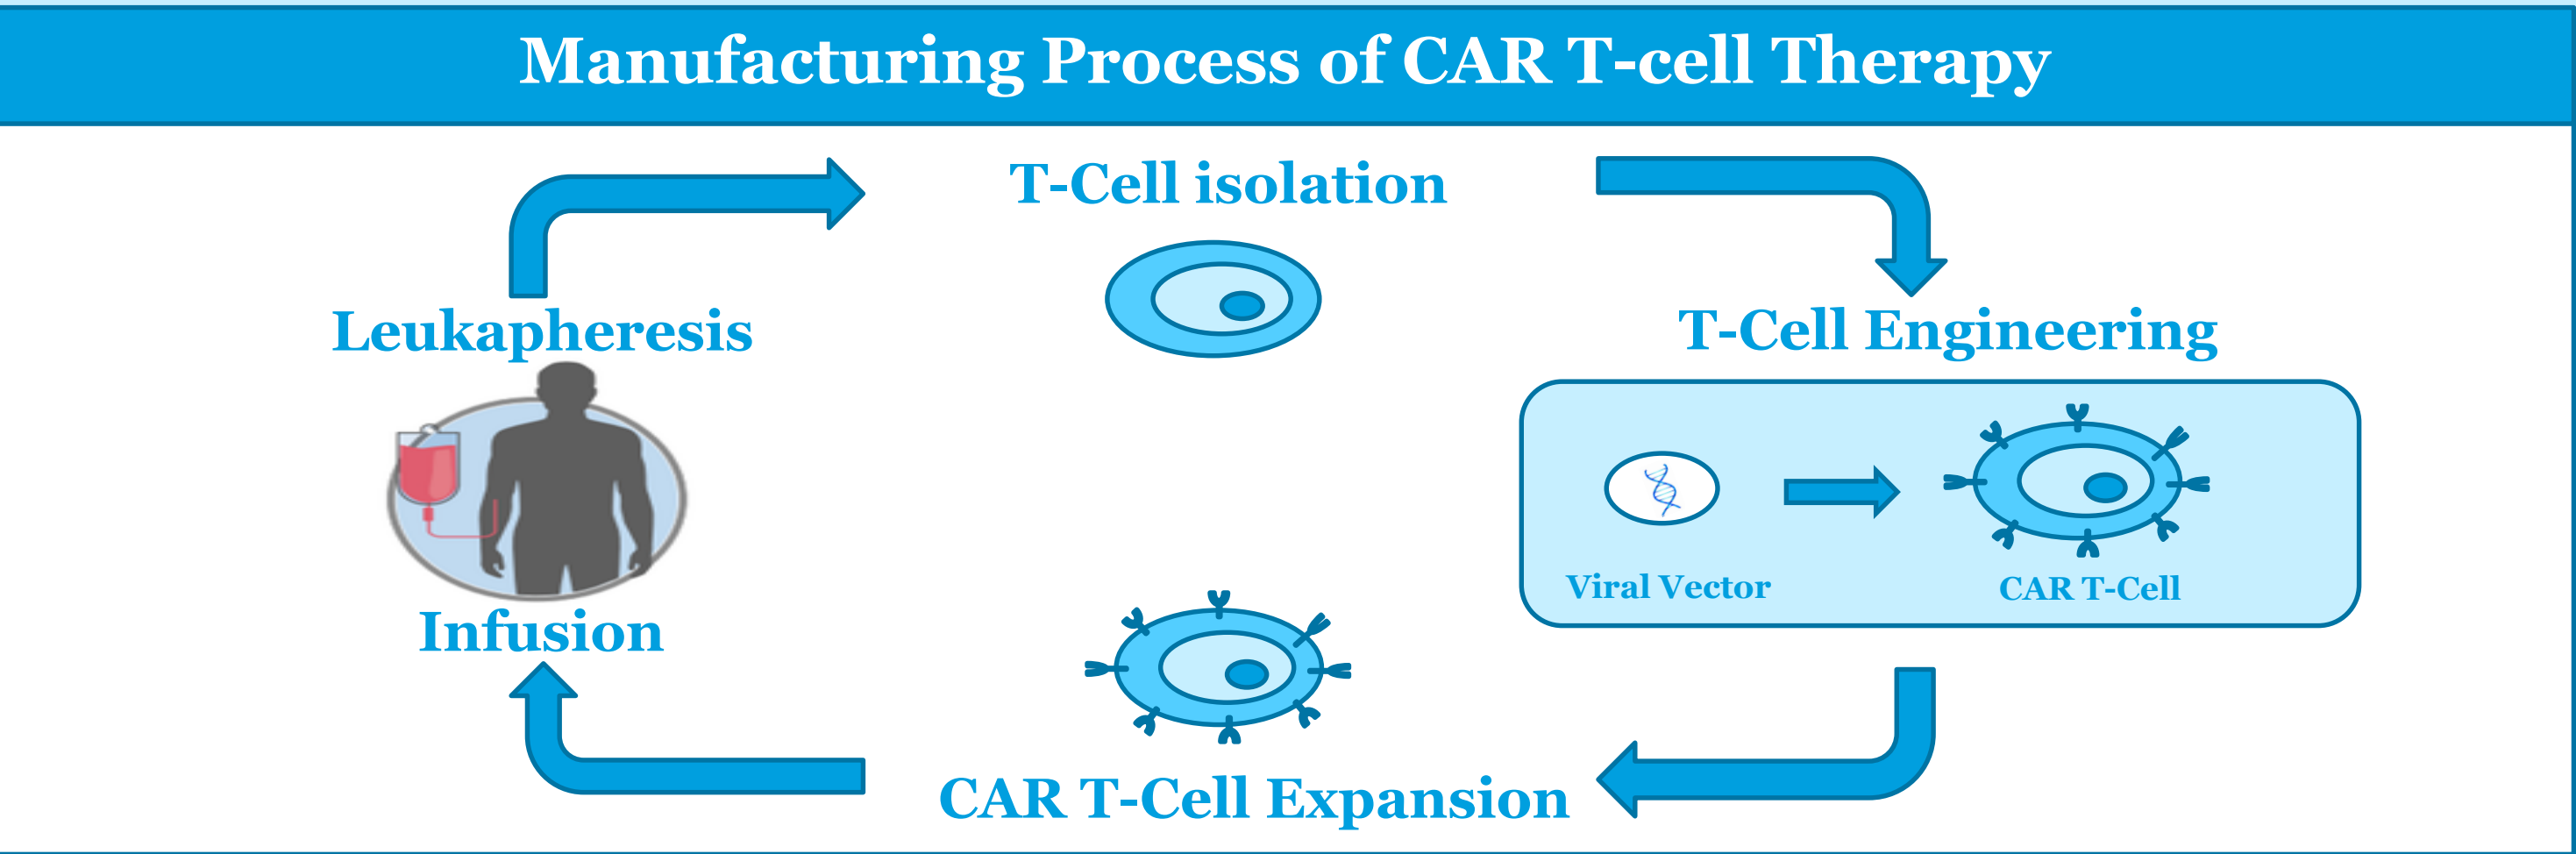 Manufacturing Process of CAR T-cell Therapy
T-Cell isolation
Leukapheresis
T-Cell Engineering
Viral Vector
CAR T-Cell
Infusion
CAR T-Cell Expansion